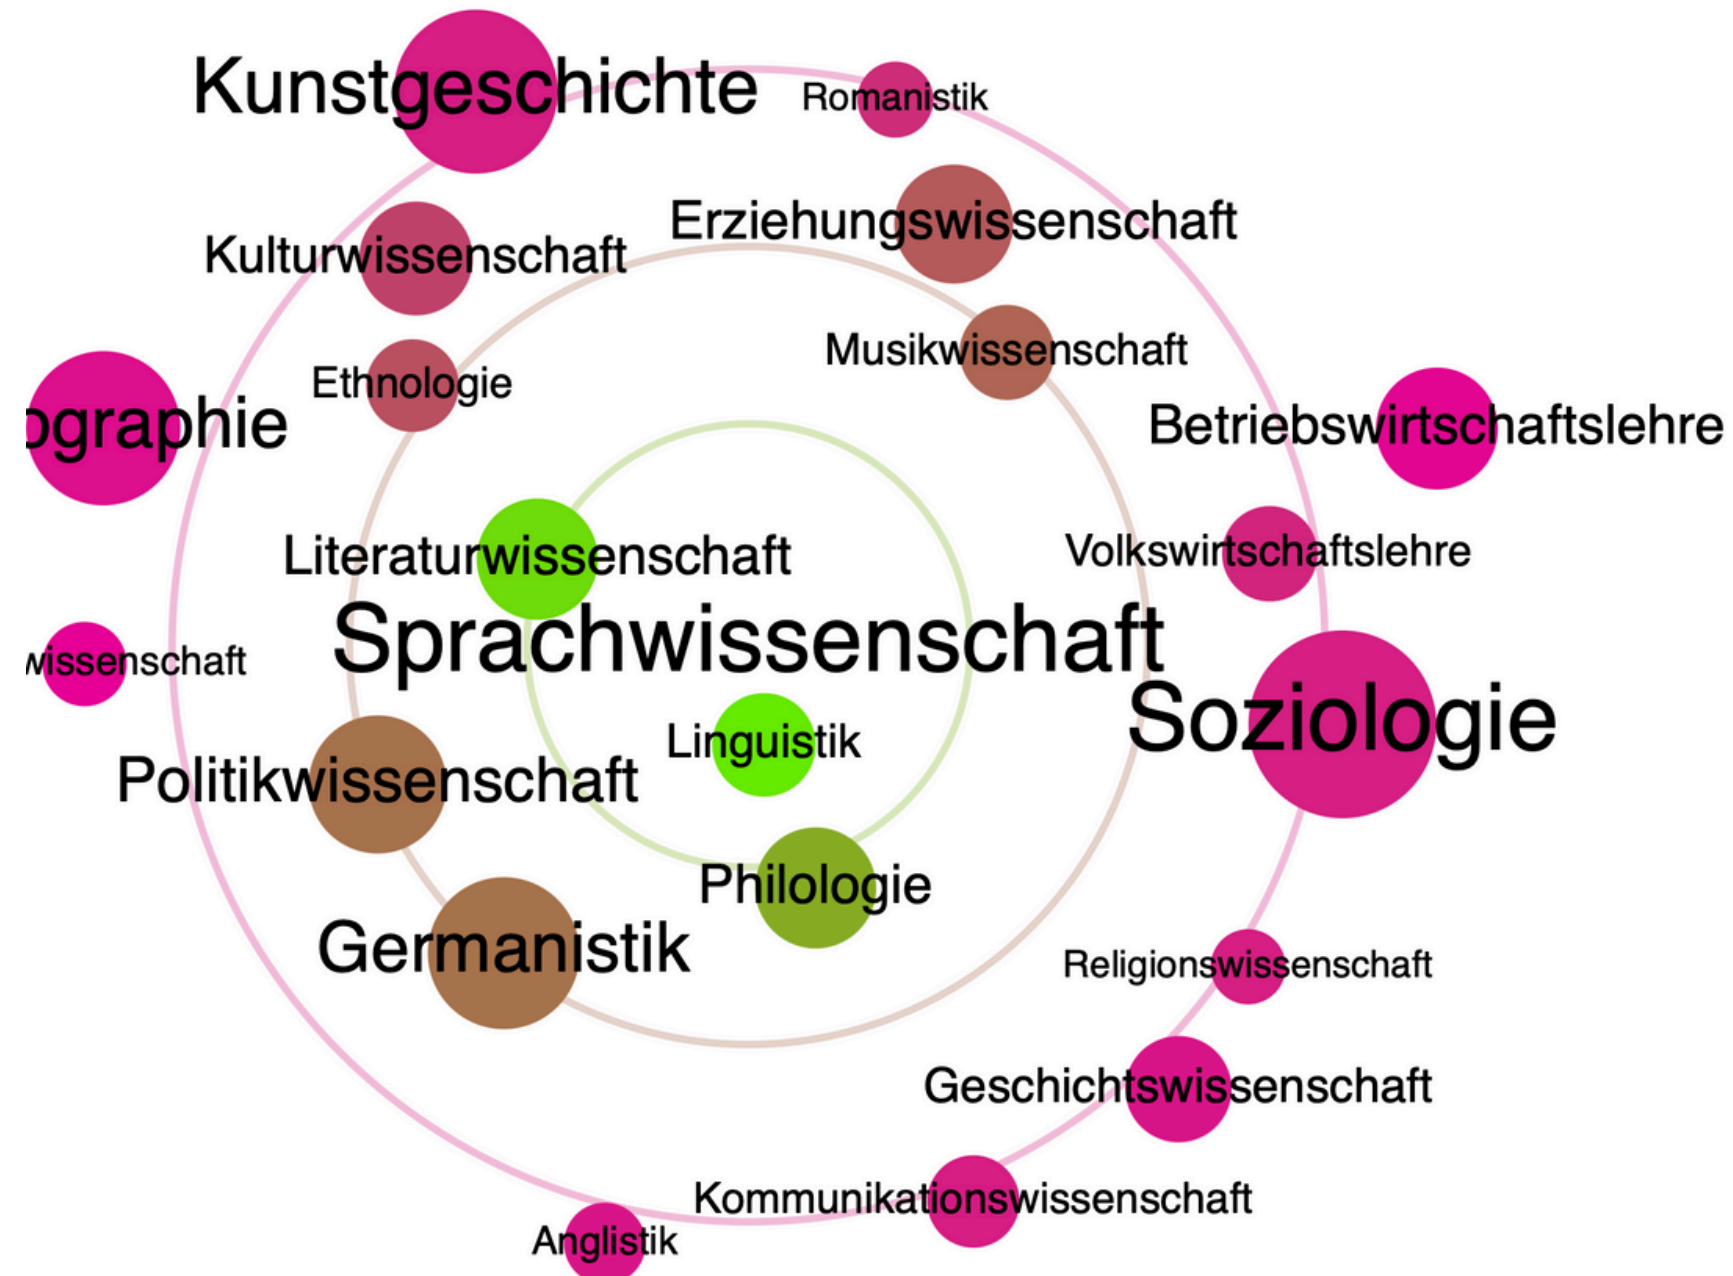 Kunstgeschichte
Romanistik
Erziehungswissenschaft
Kulturwissenschaft
Musikwissenschaft
Ethnologie
ographie
Betriebswirtschaftslehre
Literaturwissenschaft
Volkswirtschaftslehre
Sprachwissenschaft
wissenschaft
Soziologie
Linguistik
Politikwissenschaft
Philologie
Germanistik
Religionswissenschaft
Geschichtswissenschaft
Kommunikationswissenschaft
Anglistik